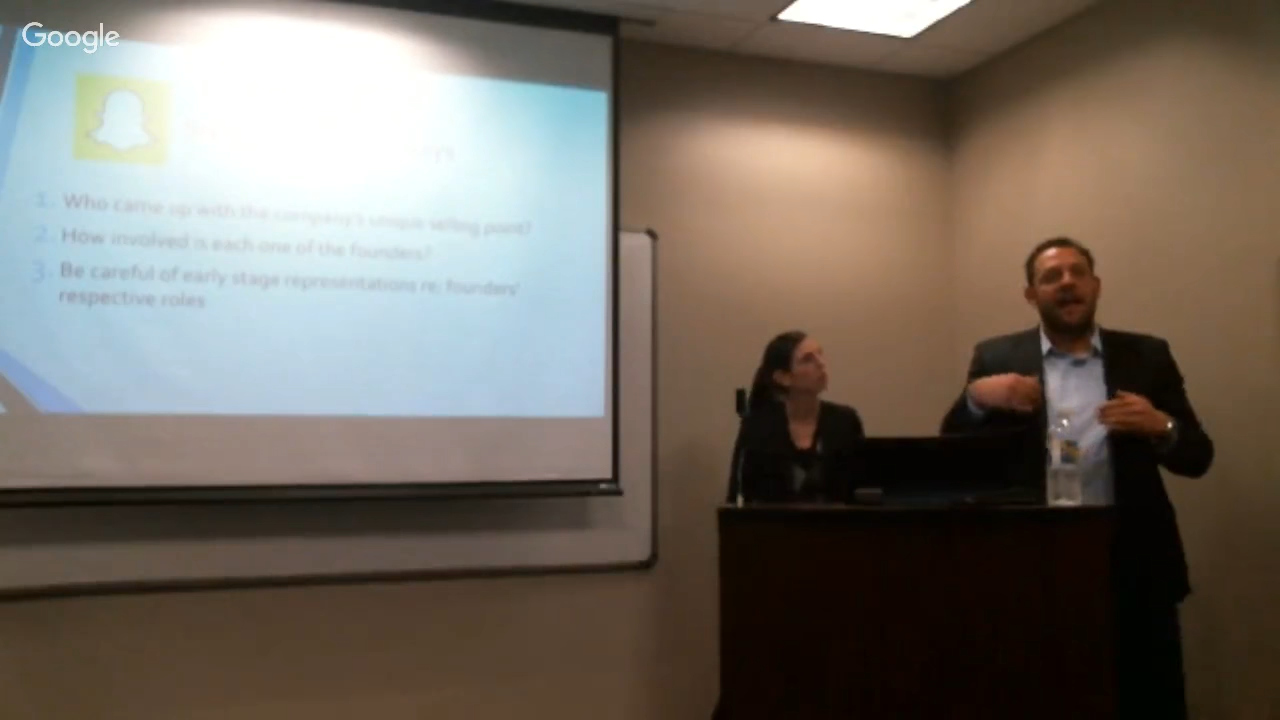 Google
1. Who came up with the company's unique selling point?
2. How involved is each one of the founders?
3. Be careful of early stage representations re: founders'
respective roles